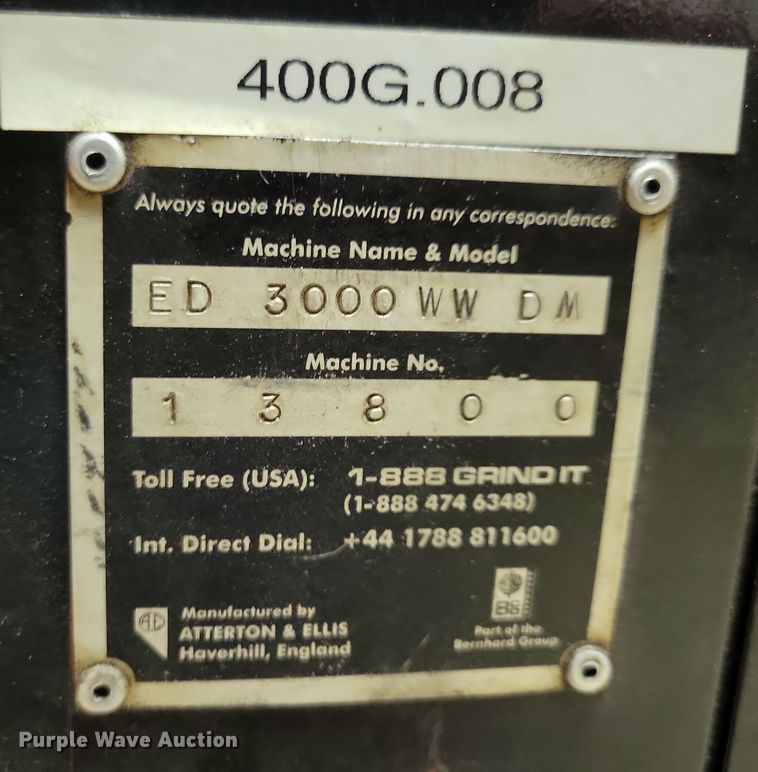 400G.008
Always quote the following in any correspondence:
Machine Name & Model
ED 3000 WW DM
Machine No.
1 3 8 0 0
Toll Free (USA): 1-888 GRIND IT
(1-888 474 6348)
Int. Direct Dial: +44 1788 811600
Manufactured by
ATTERTON & ELLIS
Haverhill, England
Part of the
Bernhard Group
Purple Wave Auction